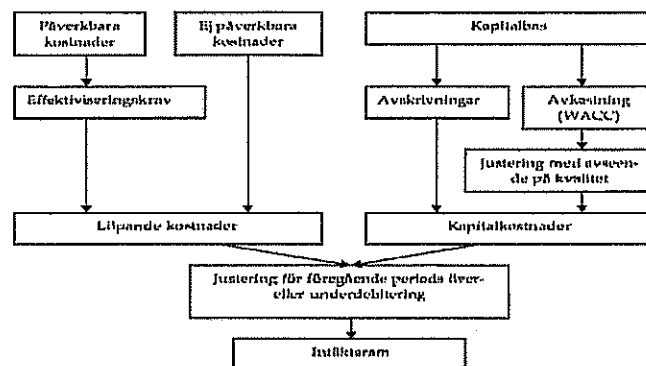 Påverkbara
kostnader
Ej påverkbara
kostnader
Kapitalbas
Effektiviseringskrav
Avskrivningar
Avkastning
(WACC)
Justering med avseen-
de på kvalitet
Löpande kostnader
Kapitalkostnader
Justering för föregående periods över-
eller underdebitering
Intäktsram